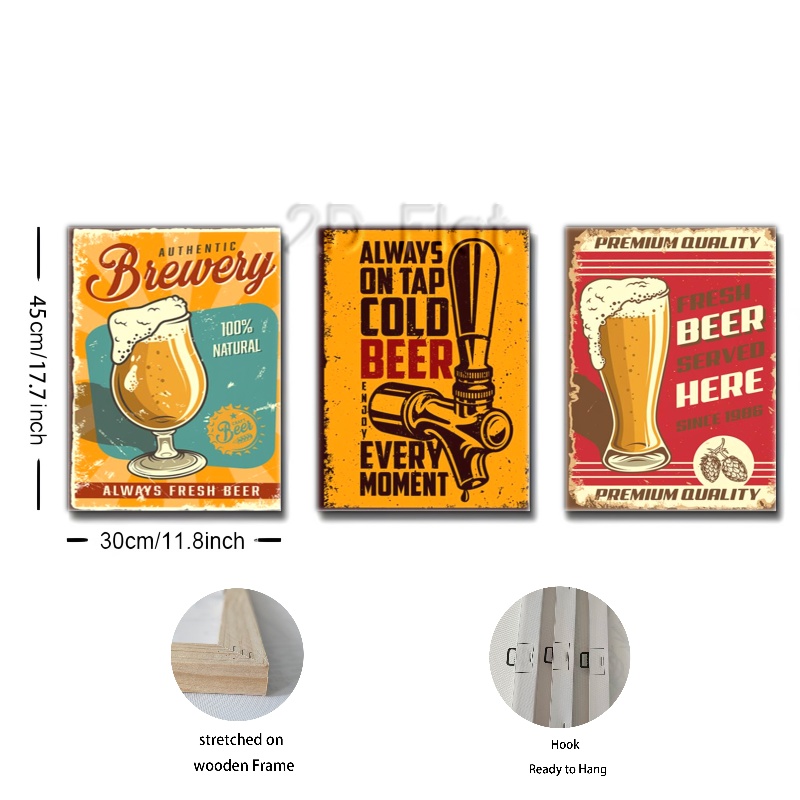 2D Flat
AUTHENTIC
Brewery
100%
NATURAL
Beer
ALWAYS FRESH BEER
ALWAYS
ON TAP
COLD
BEER
ENJOY
EVERY
MOMENT
PREMIUM QUALITY
FRESH
BEER
SERVED
HERE
SINCE 1986
PREMIUM QUALITY
45cm/17.7inch
30cm/11.8inch
stretched on
wooden Frame
Hook
Ready to Hang